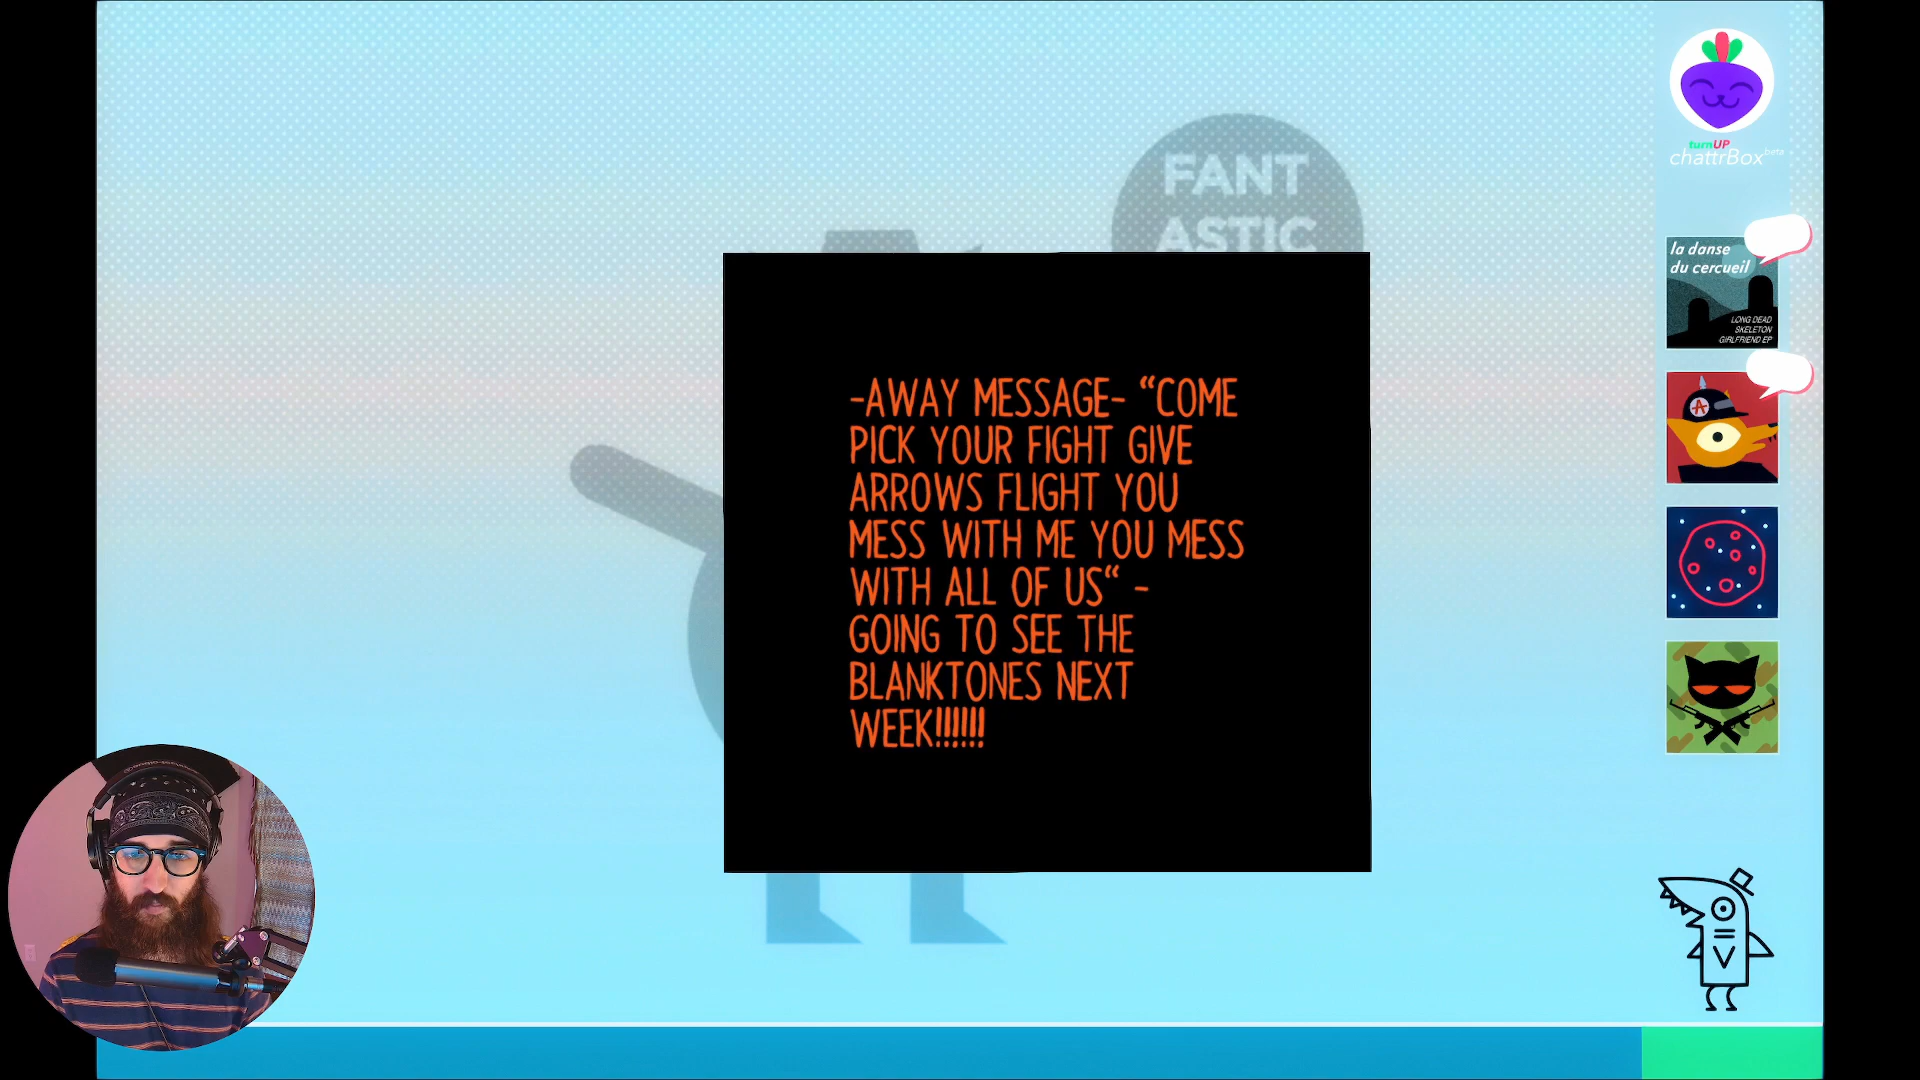 FANT
ASTIC
turnUP
chattrBox beta
la danse
du cercueil
LONG DEAD
SKELETON
GIRLFRIEND EP
A
-AWAY MESSAGE- “COME
PICK YOUR FIGHT GIVE
ARROWS FLIGHT YOU
MESS WITH ME YOU MESS
WITH ALL OF US“ -
GOING TO SEE THE
BLANKTONES NEXT
WEEK!!!!!!